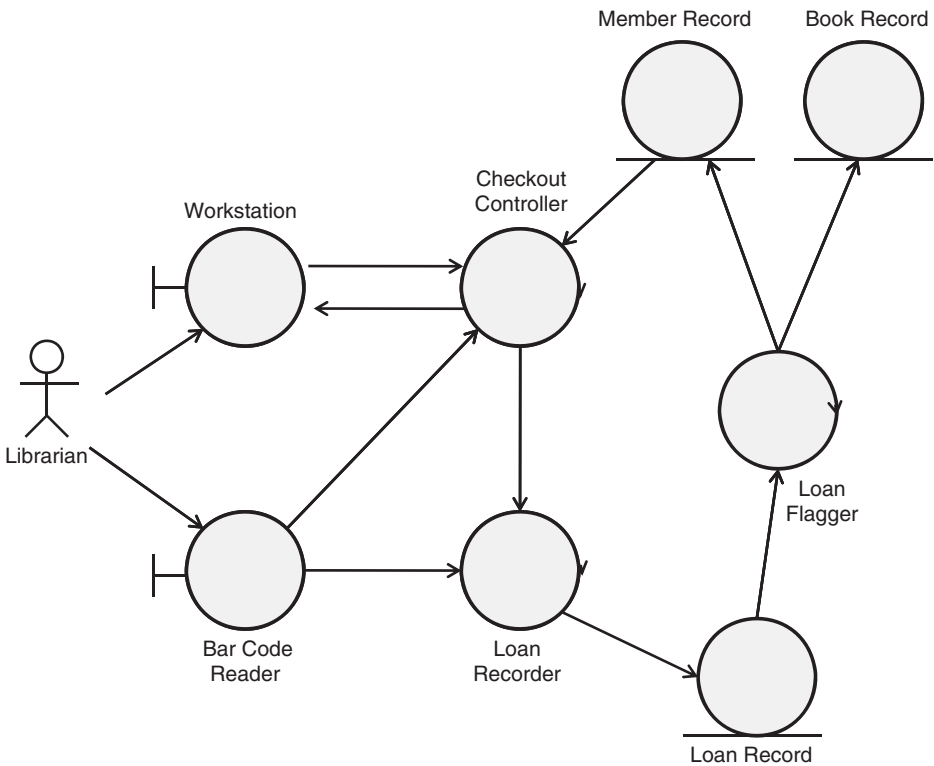 Member Record
Book Record
Checkout
Controller
Workstation
Librarian
Loan
Flagger
Bar Code
Reader
Loan
Recorder
Loan Record